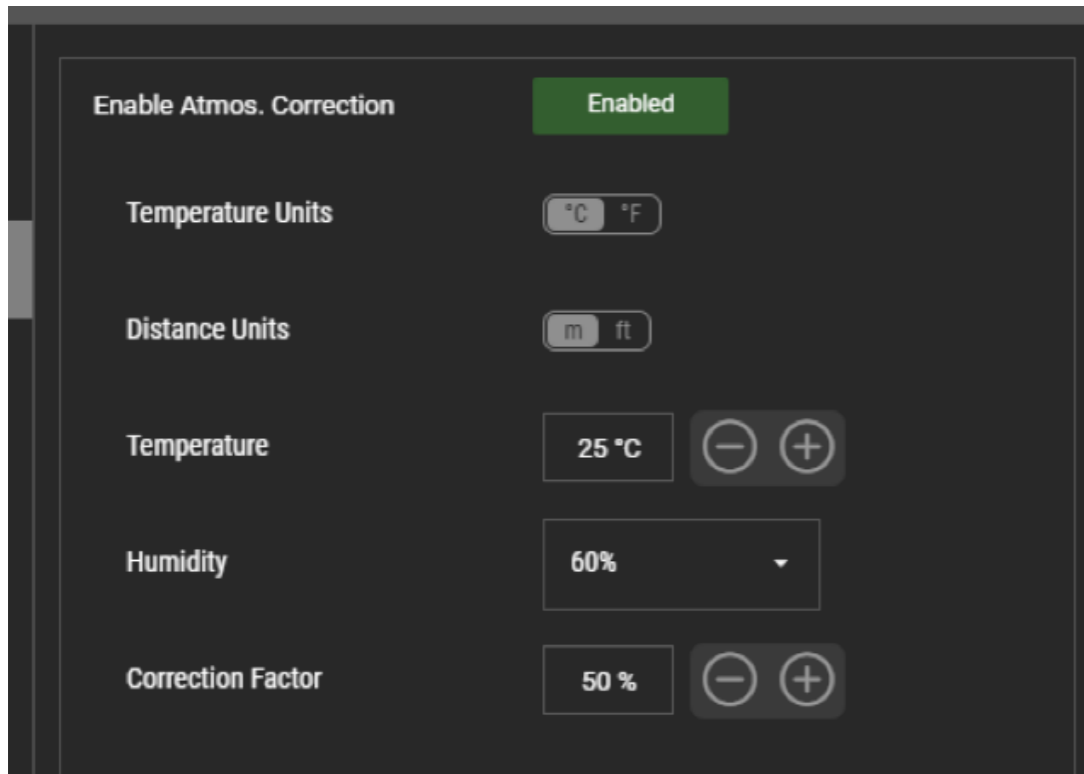 Enable Atmos. Correction Enabled
Temperature Units °C °F
Distance Units m ft
Temperature 25 °C
Humidity 60%
Correction Factor 50 %